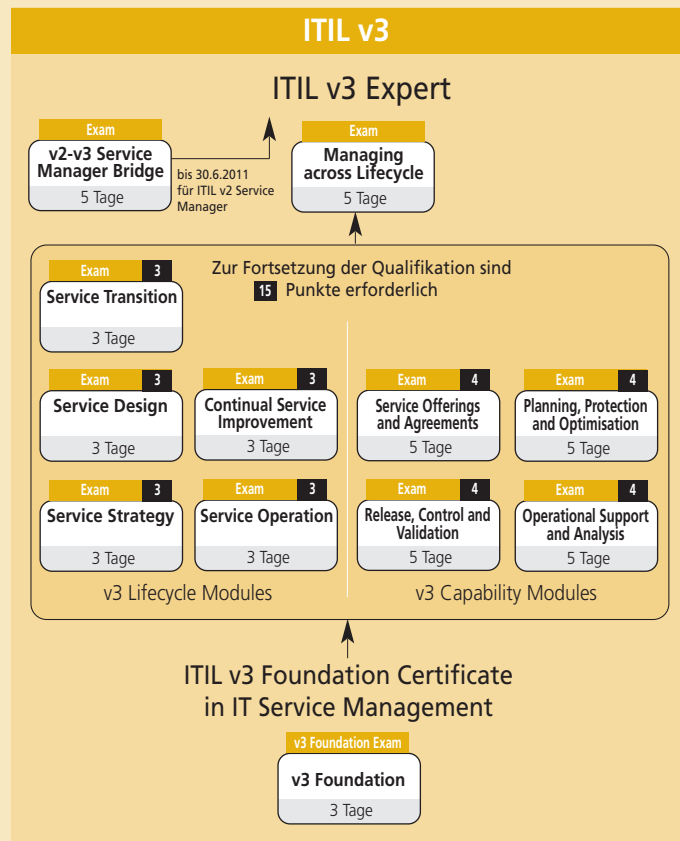 ITIL v3
ITIL v3 Expert
Exam
v2-v3 Service
Manager Bridge
5 Tage
bis 30.6.2011
für ITIL v2 Service
Manager
Exam
Managing
across Lifecycle
5 Tage
Zur Fortsetzung der Qualifikation sind
15 Punkte erforderlich
Exam 3
Service Transition
3 Tage
Exam 3
Service Design
3 Tage
Exam 3
Continual Service
Improvement
3 Tage
Exam 3
Service Strategy
3 Tage
Exam 3
Service Operation
3 Tage
v3 Lifecycle Modules
Exam 4
Service Offerings
and Agreements
5 Tage
Exam 4
Planning, Protection
and Optimisation
5 Tage
Exam 4
Release, Control and
Validation
5 Tage
Exam 4
Operational Support
and Analysis
5 Tage
v3 Capability Modules
ITIL v3 Foundation Certificate
in IT Service Management
v3 Foundation Exam
v3 Foundation
3 Tage